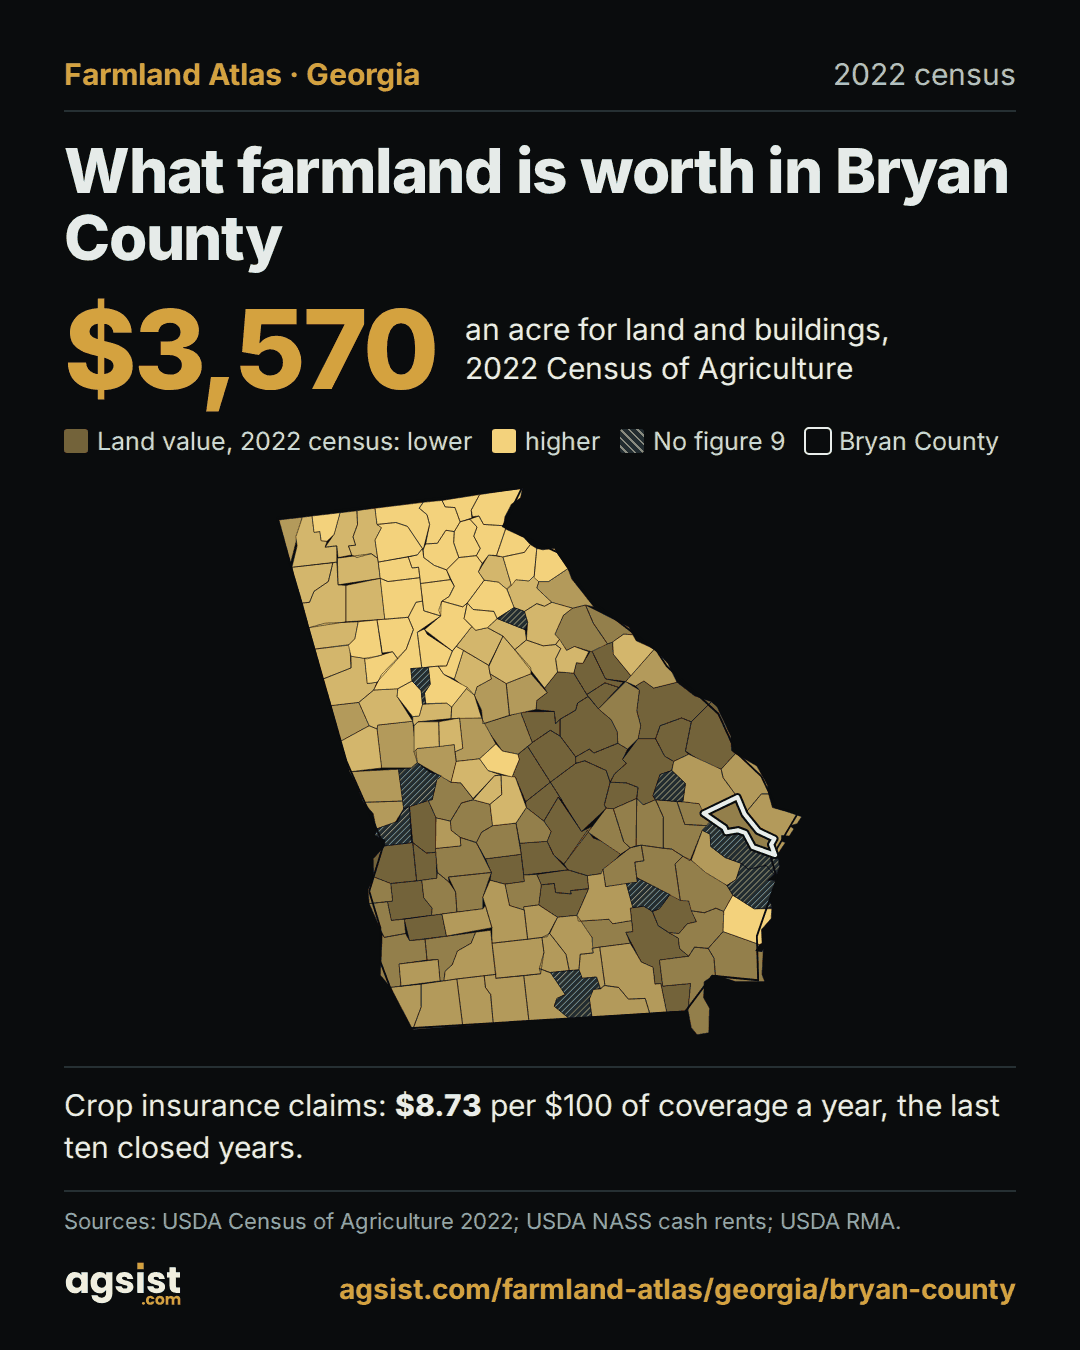 Farmland Atlas · Georgia
2022 census
What farmland is worth in Bryan
County
$3,570
an acre for land and buildings,
2022 Census of Agriculture
Land value, 2022 census: lower
higher
No figure 9
Bryan County
Crop insurance claims: $8.73 per $100 of coverage a year, the last
ten closed years.
Sources: USDA Census of Agriculture 2022; USDA NASS cash rents; USDA RMA.
agsist
.com
agsist.com/farmland-atlas/georgia/bryan-county